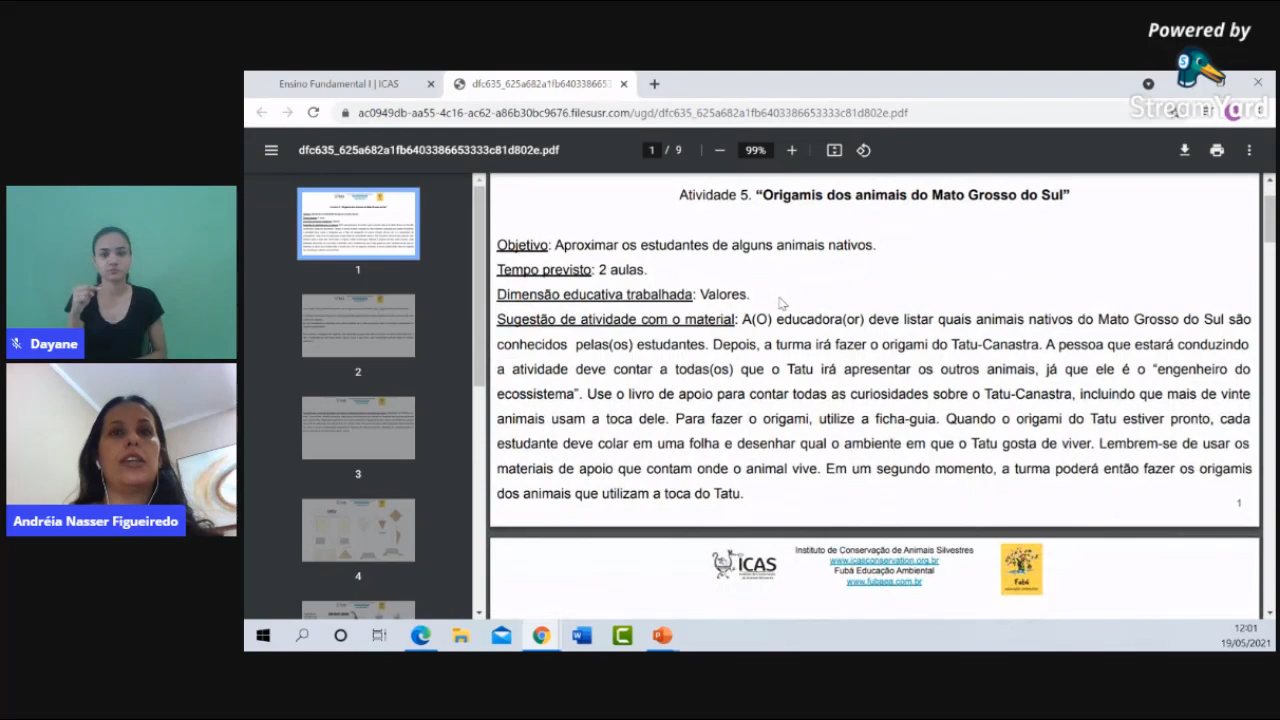 Powered by
StreamYard
Ensino Fundamental I | ICAS
dfc635_625a682a1fb6403386653
ac0949db-aa55-4c16-ac62-a86b30bc9676.filesusr.com/ugd/dfc635_625a682a1fb6403386653333c81d802e.pdf
dfc635_625a682a1fb6403386653333c81d802e.pdf
1 / 9
99%
1
2
3
4
Atividade 5. “Origamis dos animais do Mato Grosso do Sul”
Objetivo: Aproximar os estudantes de alguns animais nativos.
Tempo previsto: 2 aulas.
Dimensão educativa trabalhada: Valores.
Sugestão de atividade com o material: A(O) educadora(or) deve listar quais animais nativos do Mato Grosso do Sul são
conhecidos pelas(os) estudantes. Depois, a turma irá fazer o origami do Tatu-Canastra. A pessoa que estará conduzindo
a atividade deve contar a todas(os) que o Tatu irá apresentar os outros animais, já que ele é o “engenheiro do
ecossistema”. Use o livro de apoio para contar todas as curiosidades sobre o Tatu-Canastra, incluindo que mais de vinte
animais usam a toca dele. Para fazer o origami, utilize a ficha-guia. Quando o origami do Tatu estiver pronto, cada
estudante deve colar em uma folha e desenhar qual o ambiente em que o Tatu gosta de viver. Lembrem-se de usar os
materiais de apoio que contam onde o animal vive. Em um segundo momento, a turma poderá então fazer os origamis
dos animais que utilizam a toca do Tatu.
1
ICAS
Instituto de Conservação de Animais Silvestres
www.icasconservation.org.br
Fubá Educação Ambiental
www.fubaea.com.br
Fubá
Dayane
Andréia Nasser Figueiredo
12:01
19/05/2021